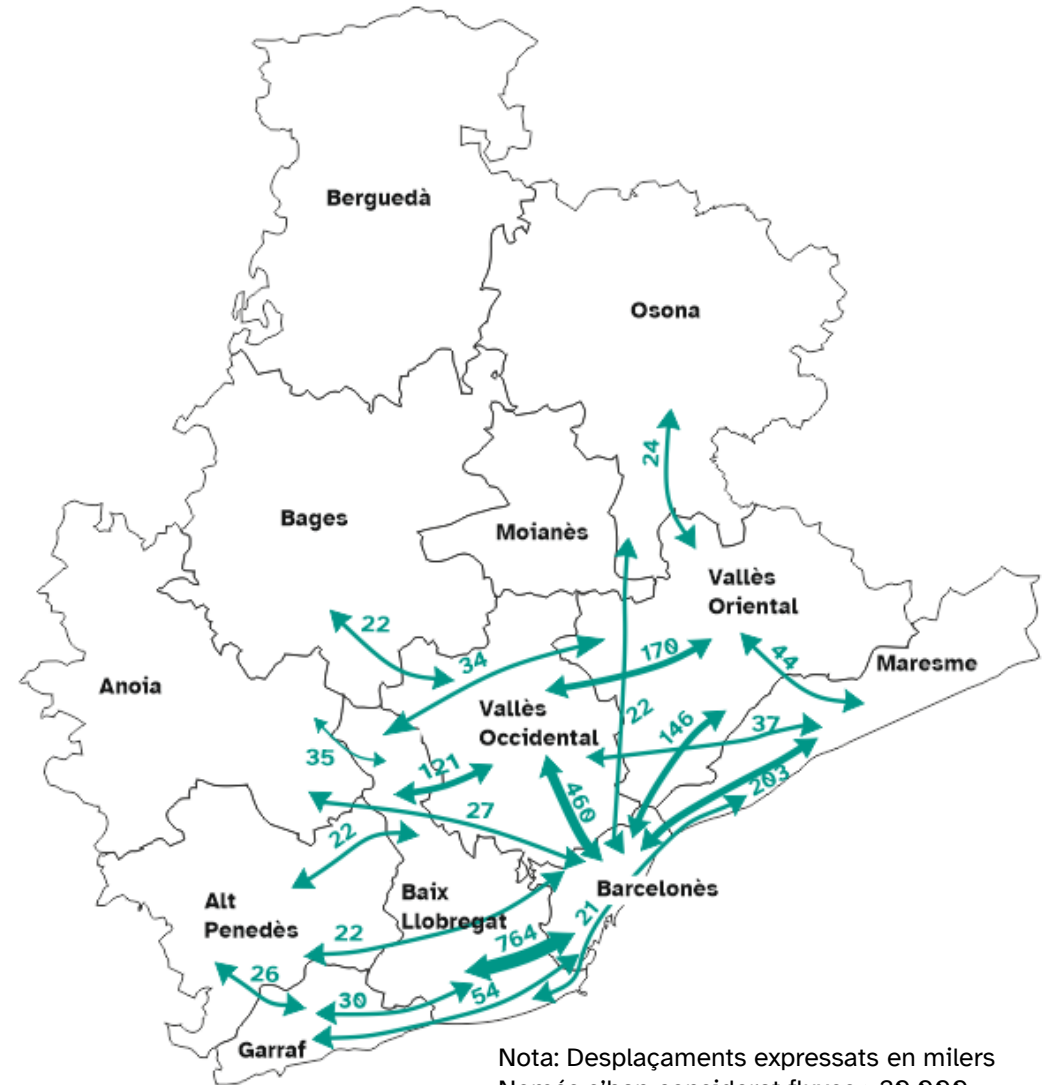 Berguedà
Osona
24
Bages
Moianès
Vallès
Oriental
22
34
170
44
Maresme
Anoia
Vallès
Occidental
22
146
37
35
121
203
460
27
22
Barcelonès
Alt
Penedès
Baix
Llobregat
21
22
764
26
30
54
Garraf
Nota: Desplaçaments expressats en milers